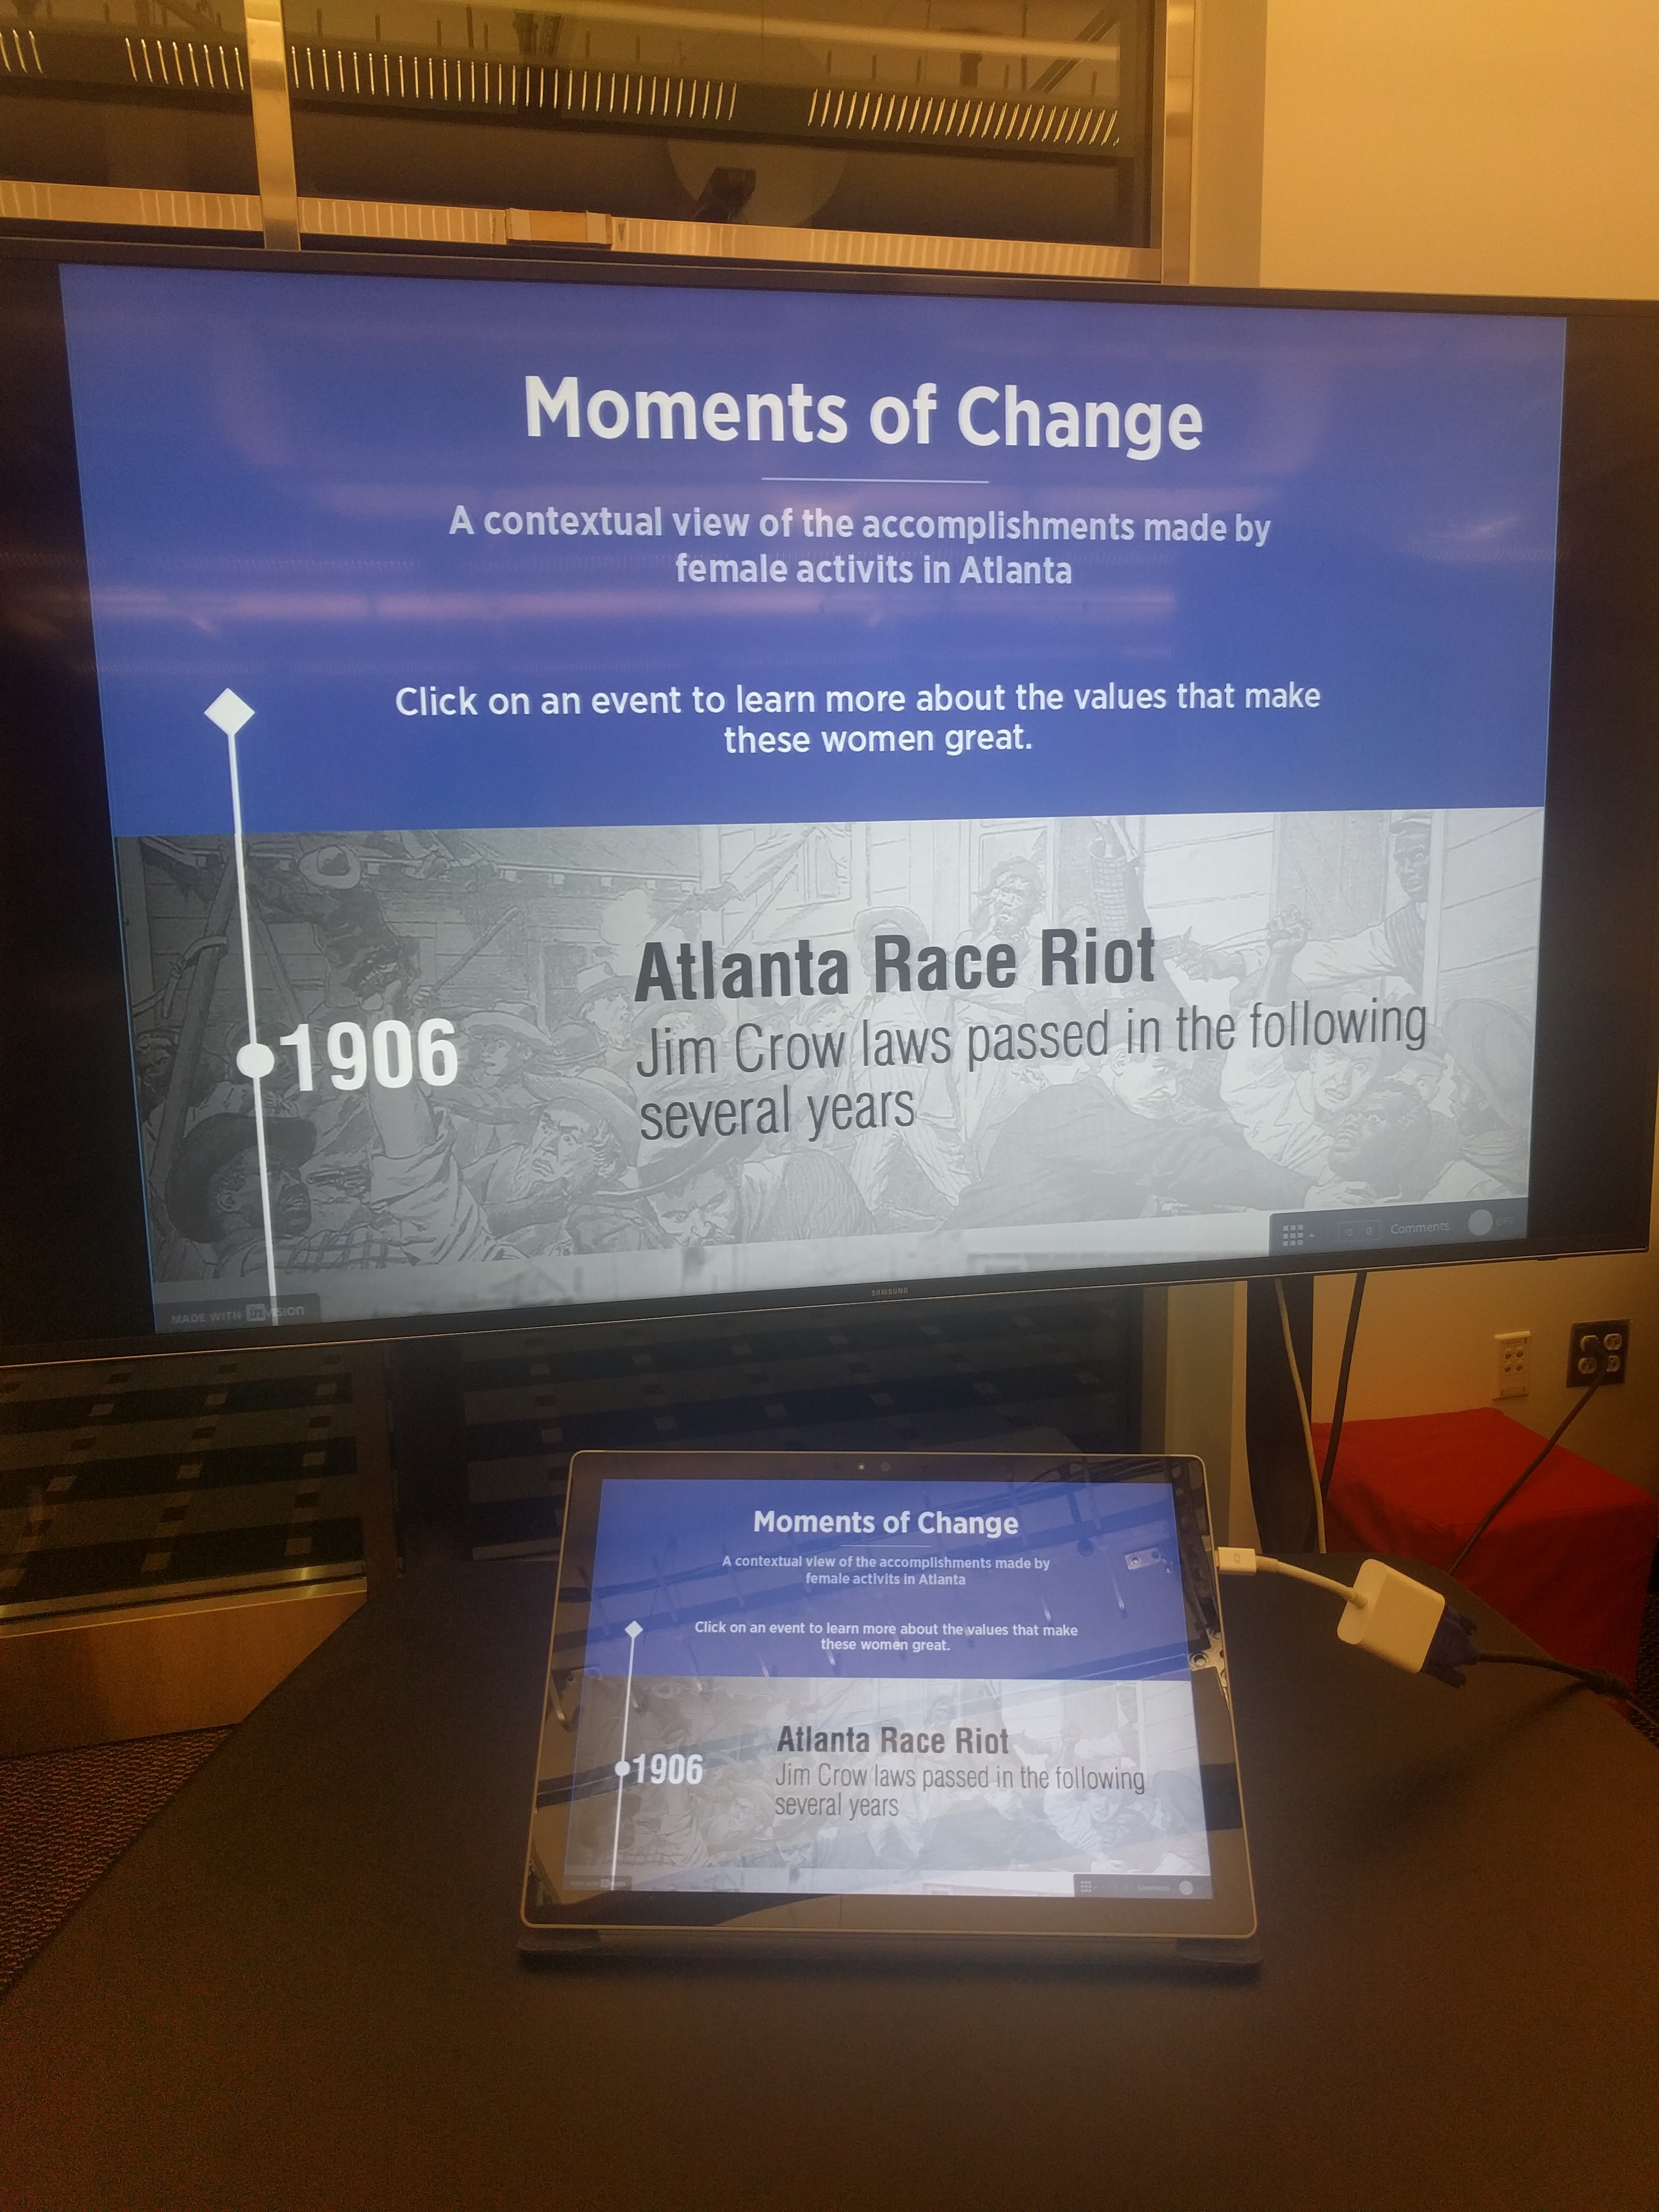 Moments of Change
A contextual view of the accomplishments made by
female activits in Atlanta
Click on an event to learn more about the values that make
these women great.
1906
Atlanta Race Riot
Jim Crow laws passed in the following
several years
Comments
MADE WITH invision
SAMSUNG
Moments of Change
A contextual view of the accomplishments made by
female activits in Atlanta
Click on an event to learn more about the values that make
these women great.
1906
Atlanta Race Riot
Jim Crow laws passed in the following
several years
Comments